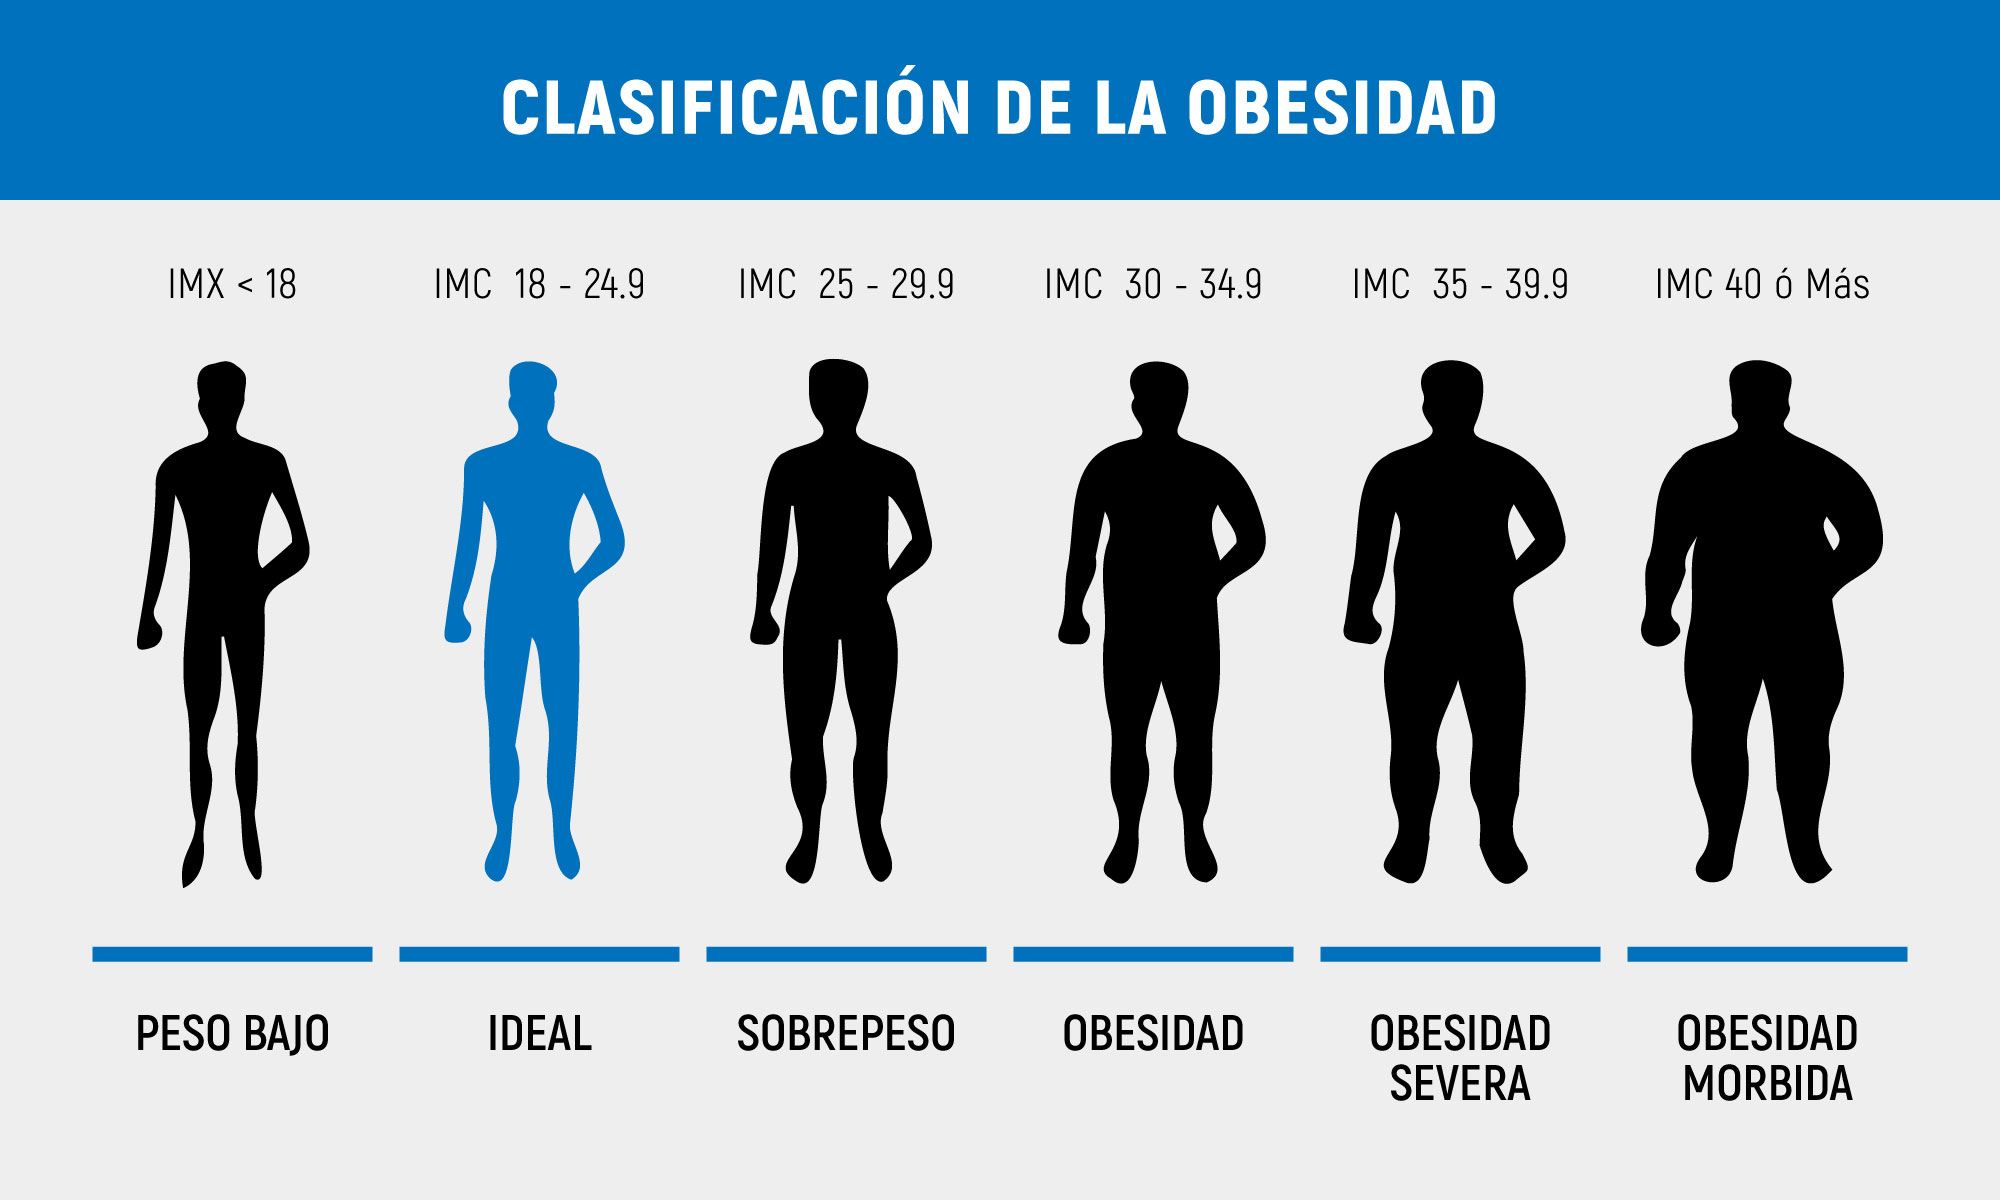 CLASIFICACIÓN DE LA OBESIDAD
IMX < 18
IMC 18 - 24.9
IMC 25 - 29.9
IMC 30 - 34.9
IMC 35 - 39.9
IMC 40 ó Más
PESO BAJO
IDEAL
SOBREPESO
OBESIDAD
OBESIDAD
SEVERA
OBESIDAD
MORBIDA